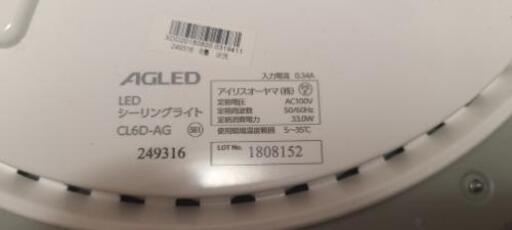 XDD20180805 0319411
249316
入力電流 0.34A
AGLED
アイリスオーヤマ(株)
LED
定格電圧 AC100V
シーリングライト
定格周波数 50/60Hz
CL6D-AG
定格消費電力 33.0W
使用環境温度範囲 5～35℃
249316
LOT No. 1808152